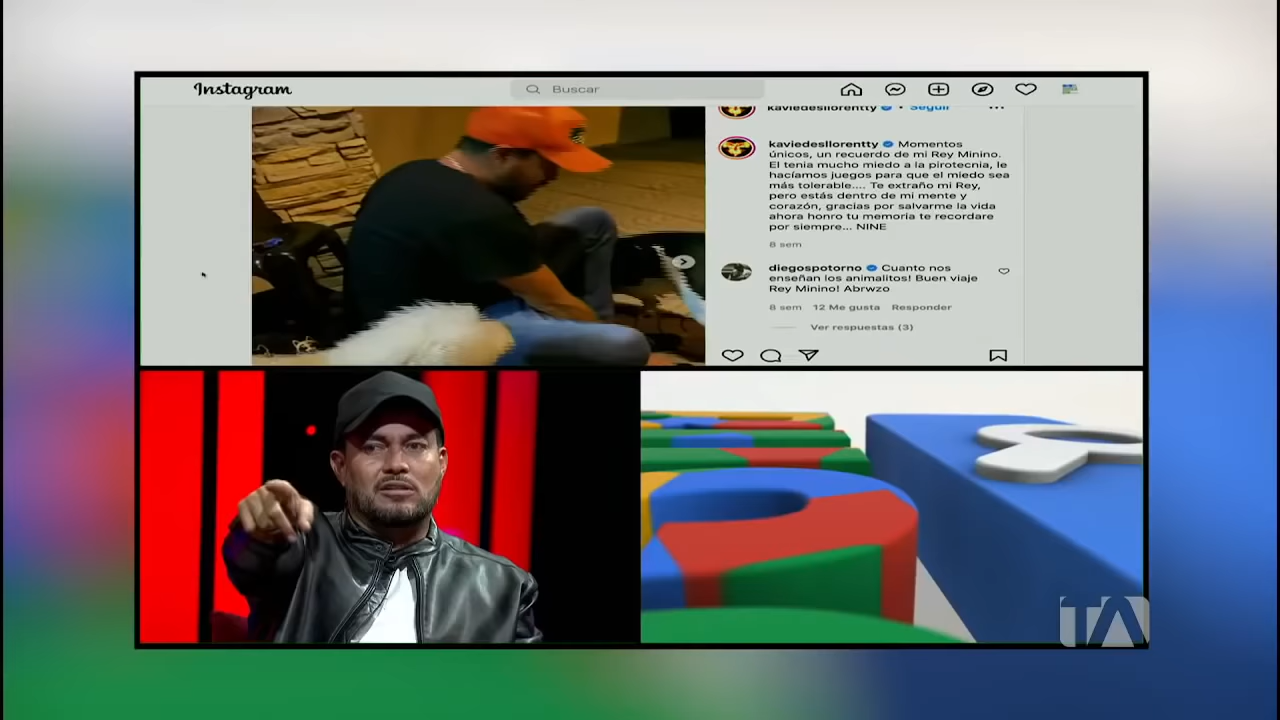 Instagram
Buscar
kaviedesllorentty • Seguir
kaviedesllorentty Momentos
únicos, un recuerdo de mi Rey Minino.
El tenia mucho miedo a la pirotecnia, le
hacíamos juegos para que el miedo sea
más tolerable.... Te extraño mi Rey,
pero estás dentro de mi mente y
corazón, gracias por salvarme la vida
ahora honro tu memoria te recordare
por siempre... NINE
8 sem
diegospotorno Cuanto nos
enseñan los animalitos! Buen viaje
Rey Minino! Abrwzo
8 sem 12 Me gusta Responder
Ver respuestas (3)
TA